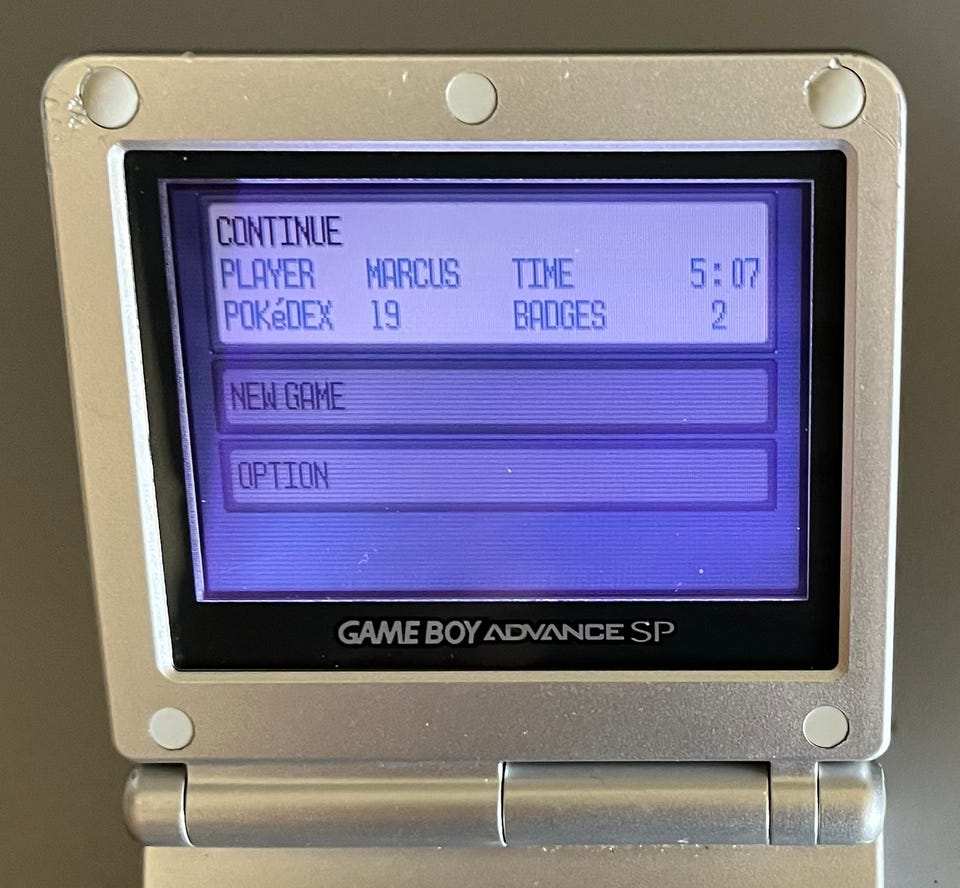 CONTINUE
PLAYER MARCUS TIME 5:07
POKéDEX 19 BADGES 2
NEW GAME
OPTION
GAME BOY ADVANCE SP